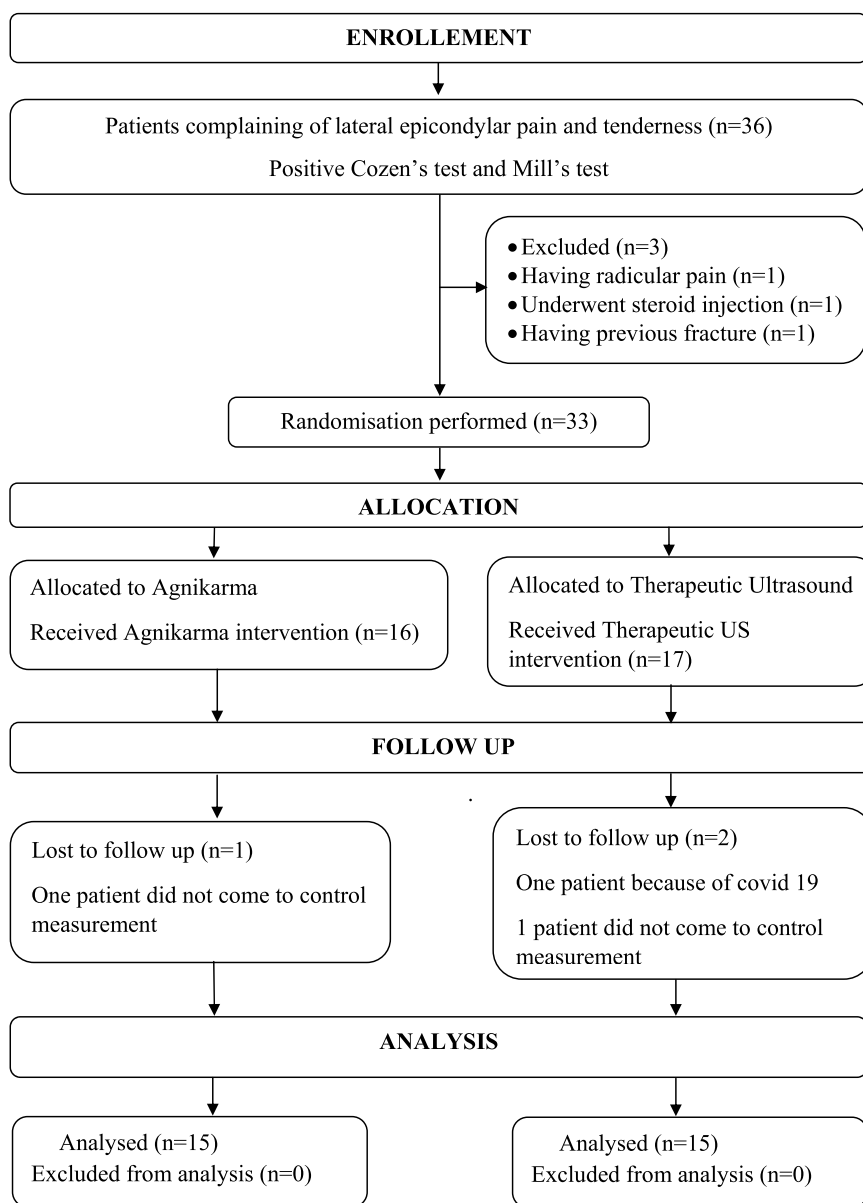 ENROLLEMENT
Patients complaining of lateral epicondylar pain and tenderness (n=36)
Positive Cozen’s test and Mill’s test
•Excluded (n=3)
•Having radicular pain (n=1)
•Underwent steroid injection (n=1)
•Having previous fracture (n=1)
Randomisation performed (n=33)
ALLOCATION
Allocated to Agnikarma
Received Agnikarma intervention (n=16)
Allocated to Therapeutic Ultrasound
Received Therapeutic US
intervention (n=17)
FOLLOW UP
Lost to follow up (n=1)
One patient did not come to control
measurement
Lost to follow up (n=2)
One patient because of covid 19
1 patient did not come to control
measurement
ANALYSIS
Analysed (n=15)
Excluded from analysis (n=0)
Analysed (n=15)
Excluded from analysis (n=0)